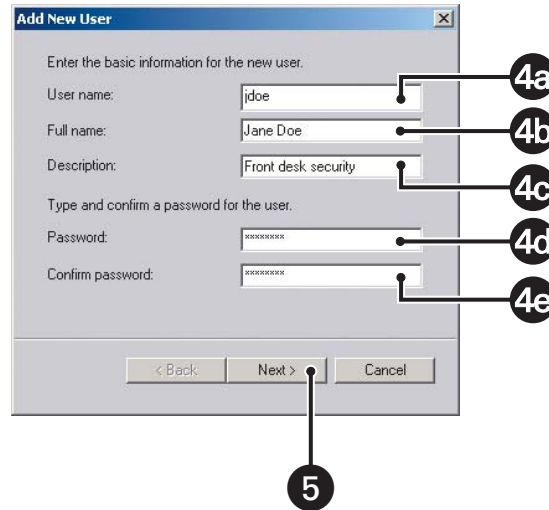 Add New User
Enter the basic information for the new user.
User name: jdoe 4a
Full name: Jane Doe 4b
Description: Front desk security 4c
Type and confirm a password for the user.
Password: ******** 4d
Confirm password: ******** 4e
< Back Next > Cancel
5